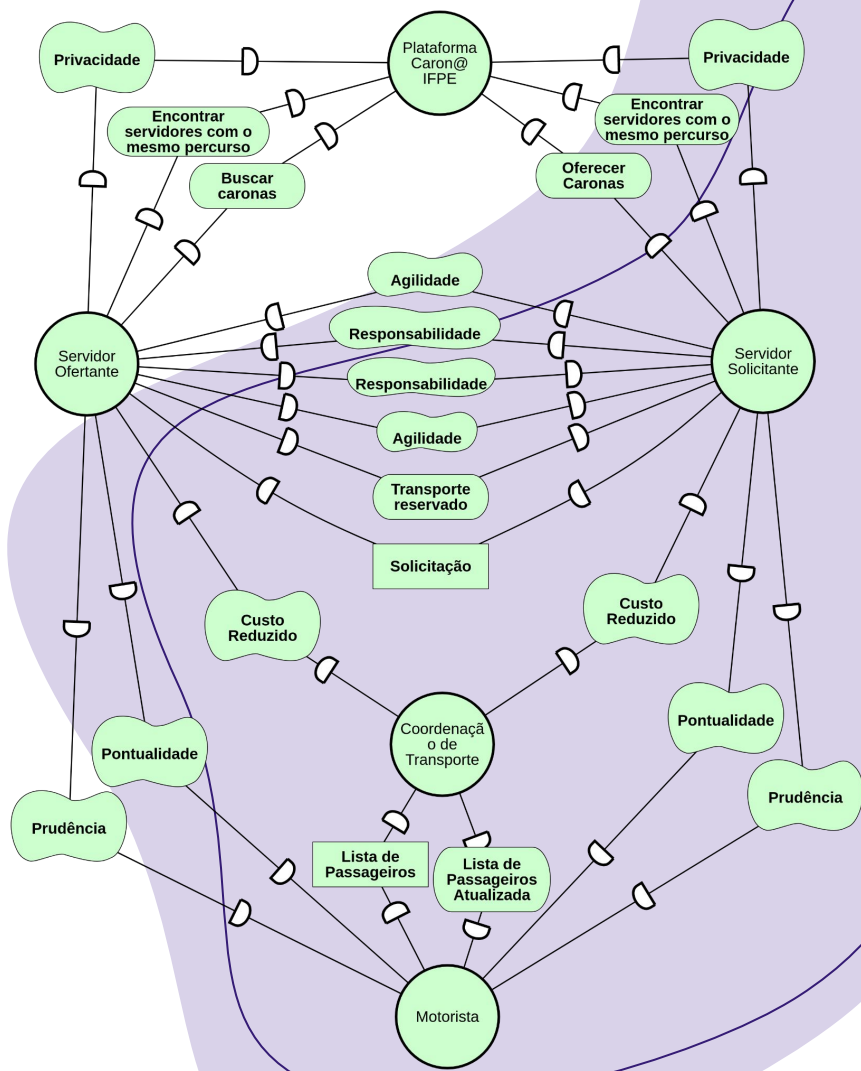 Plataforma
Caron@
IFPE
Privacidade
Privacidade
Encontrar
servidores com o
mesmo percurso
Encontrar
servidores com o
mesmo percurso
Buscar
caronas
Oferecer
Caronas
Agilidade
Responsabilidade
Servidor
Ofertante
Servidor
Solicitante
Responsabilidade
Agilidade
Transporte
reservado
Solicitação
Custo
Reduzido
Custo
Reduzido
Coordenaçã
o de
Transporte
Pontualidade
Pontualidade
Prudência
Prudência
Lista de
Passageiros
Lista de
Passageiros
Atualizada
Motorista